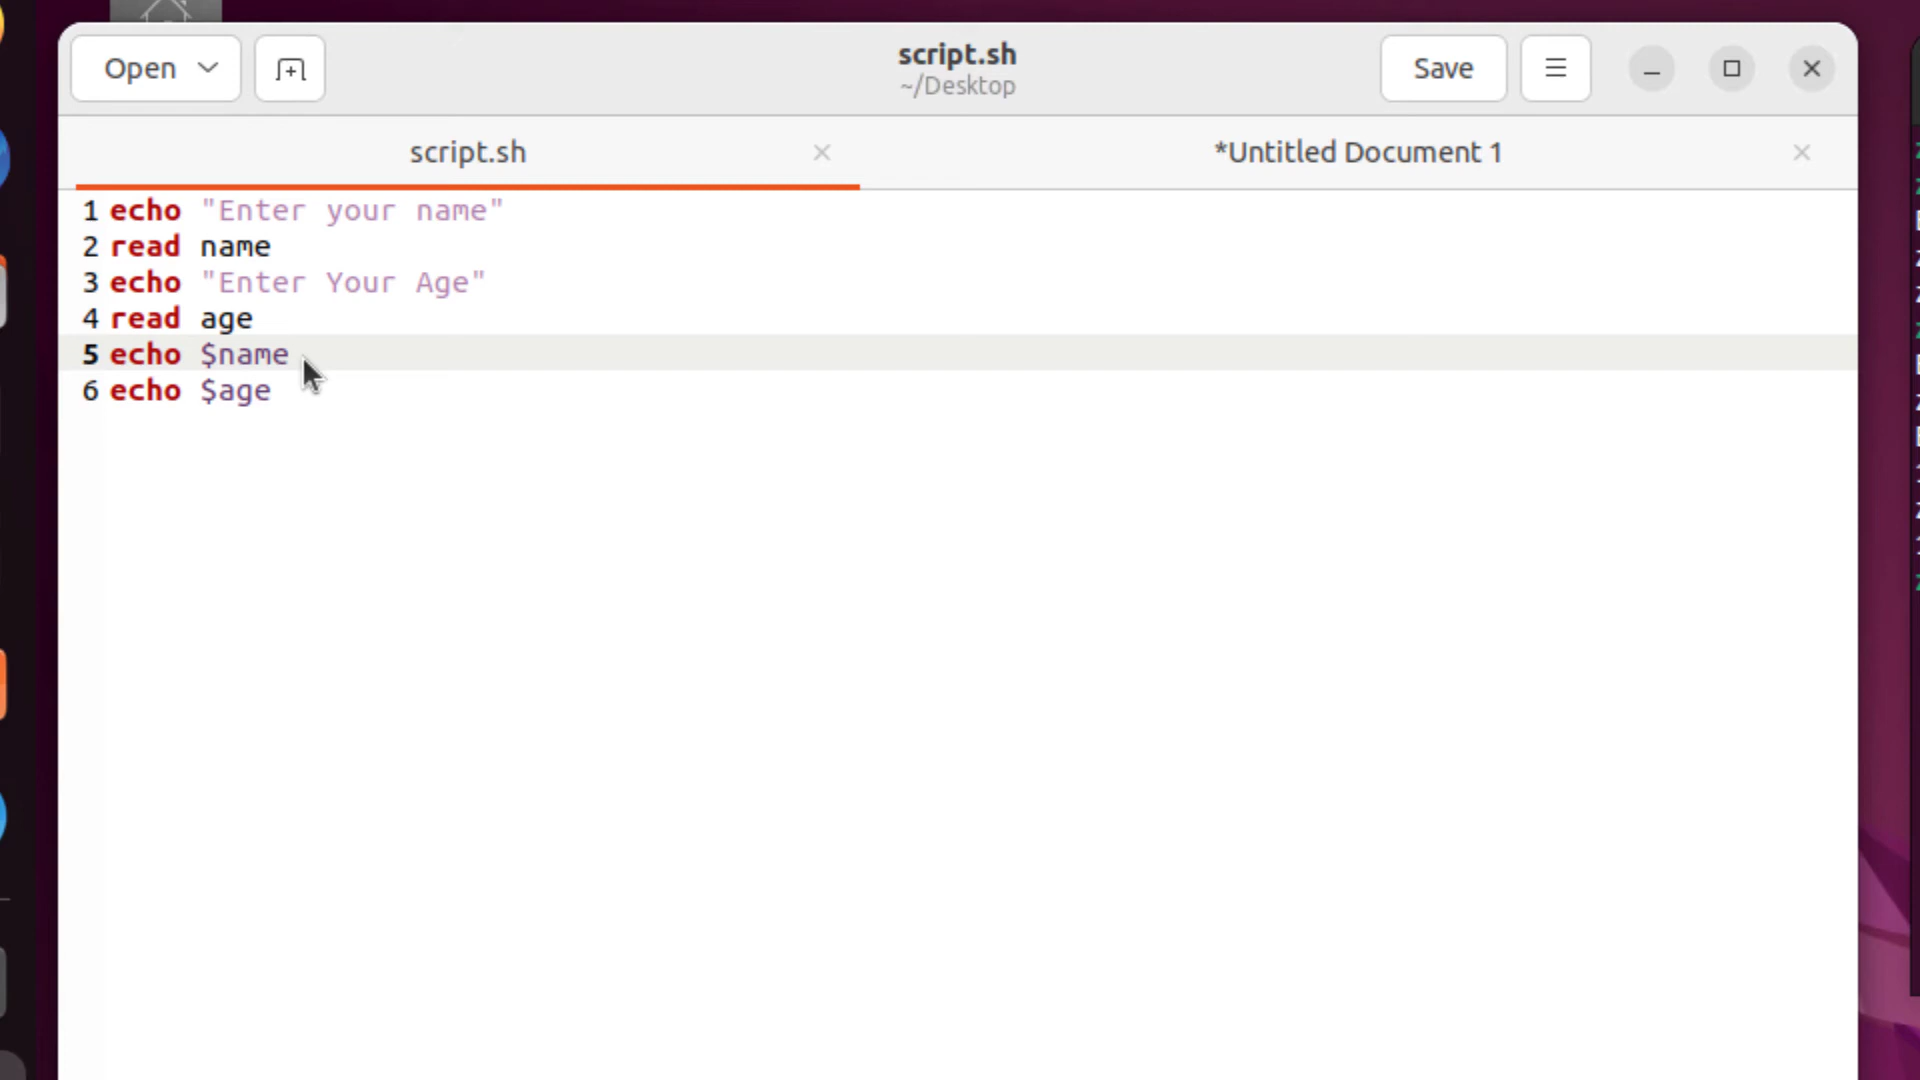 Open
script.sh
~/Desktop
Save
script.sh
*Untitled Document 1
1 echo "Enter your name"
2 read name
3 echo "Enter Your Age"
4 read age
5 echo $name
6 echo $age